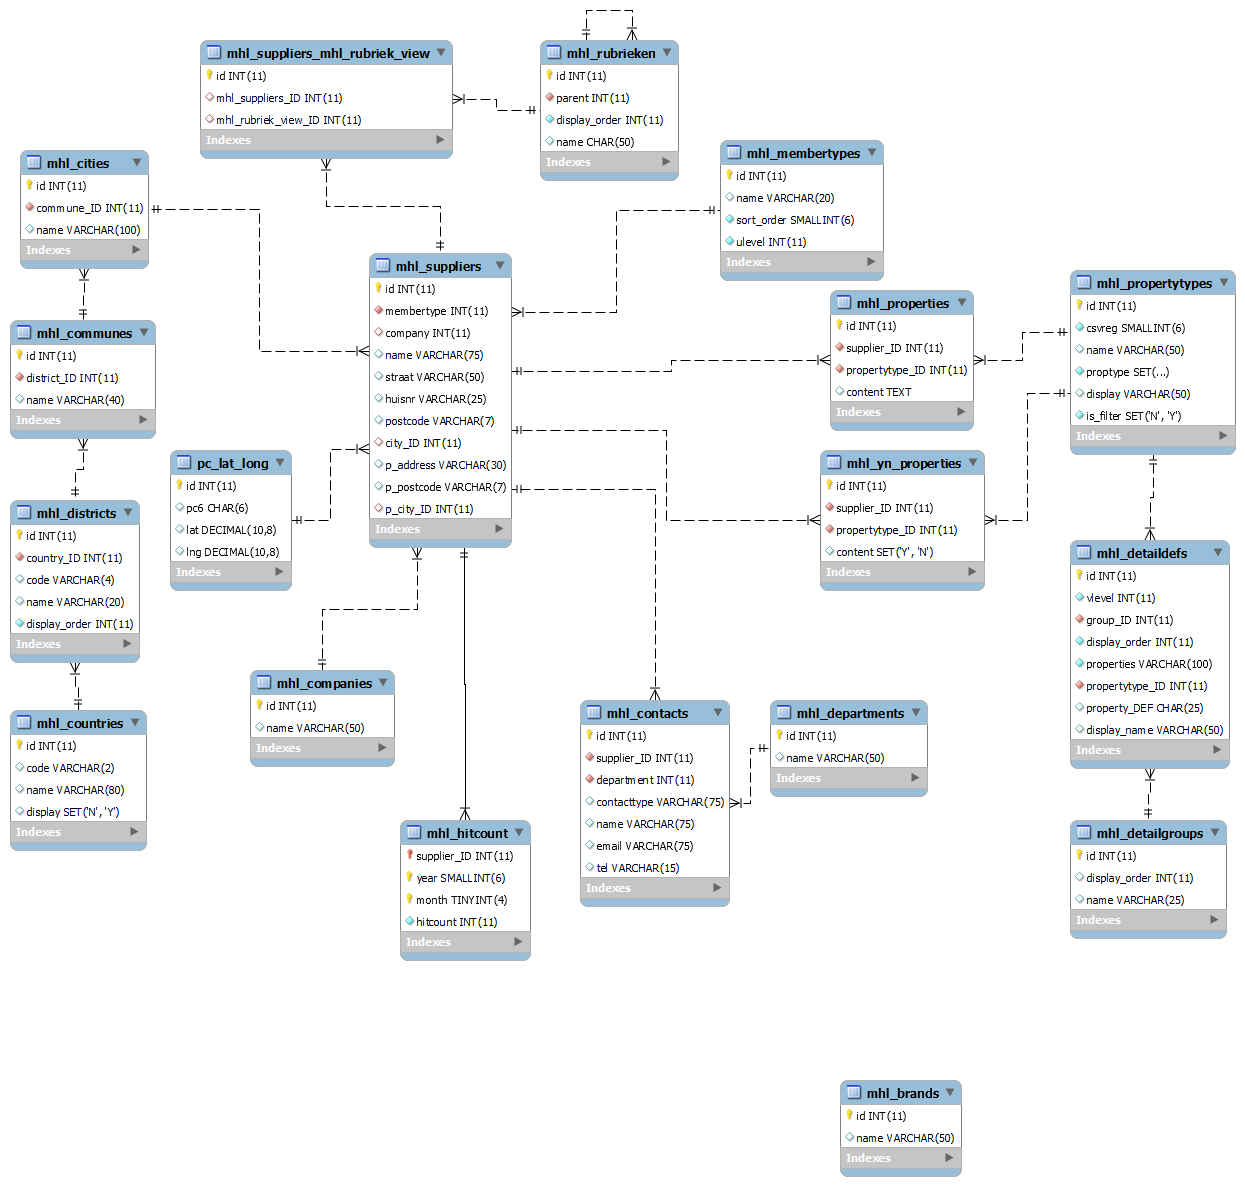 mhl_suppliers_mhl_rubriek_view
id INT(11)
mhl_suppliers_ID INT(11)
mhl_rubriek_view_ID INT(11)
Indexes
mhl_rubrieken
id INT(11)
parent INT(11)
display_order INT(11)
name CHAR(50)
Indexes
mhl_cities
id INT(11)
commune_ID INT(11)
name VARCHAR(100)
Indexes
mhl_membertypes
id INT(11)
name VARCHAR(20)
sort_order SMALLINT(6)
ulevel INT(11)
Indexes
mhl_suppliers
id INT(11)
membertype INT(11)
company INT(11)
name VARCHAR(75)
straat VARCHAR(50)
huisnr VARCHAR(25)
postcode VARCHAR(7)
city_ID INT(11)
p_address VARCHAR(30)
p_postcode VARCHAR(7)
p_city_ID INT(11)
Indexes
mhl_properties
id INT(11)
supplier_ID INT(11)
propertytype_ID INT(11)
content TEXT
Indexes
mhl_propertytypes
id INT(11)
csvreg SMALLINT(6)
name VARCHAR(50)
proptype SET(...)
display VARCHAR(50)
is_filter SET('N', 'Y')
Indexes
mhl_communes
id INT(11)
district_ID INT(11)
name VARCHAR(40)
Indexes
pc_lat_long
id INT(11)
pc6 CHAR(6)
lat DECIMAL(10,8)
lng DECIMAL(10,8)
Indexes
mhl_yn_properties
id INT(11)
supplier_ID INT(11)
propertytype_ID INT(11)
content SET('Y', 'N')
Indexes
mhl_districts
id INT(11)
country_ID INT(11)
code VARCHAR(4)
name VARCHAR(20)
display_order INT(11)
Indexes
mhl_detaildefs
id INT(11)
vlevel INT(11)
group_ID INT(11)
display_order INT(11)
properties VARCHAR(100)
propertytype_ID INT(11)
property_DEF CHAR(25)
display_name VARCHAR(50)
Indexes
mhl_companies
id INT(11)
name VARCHAR(50)
Indexes
mhl_contacts
id INT(11)
supplier_ID INT(11)
department INT(11)
contacttype VARCHAR(75)
name VARCHAR(75)
email VARCHAR(75)
tel VARCHAR(15)
Indexes
mhl_departments
id INT(11)
name VARCHAR(50)
Indexes
mhl_countries
id INT(11)
code VARCHAR(2)
name VARCHAR(80)
display SET('N', 'Y')
Indexes
mhl_hitcount
supplier_ID INT(11)
year SMALLINT(6)
month TINYINT(4)
hitcount INT(11)
Indexes
mhl_detailgroups
id INT(11)
display_order INT(11)
name VARCHAR(25)
Indexes
mhl_brands
id INT(11)
name VARCHAR(50)
Indexes